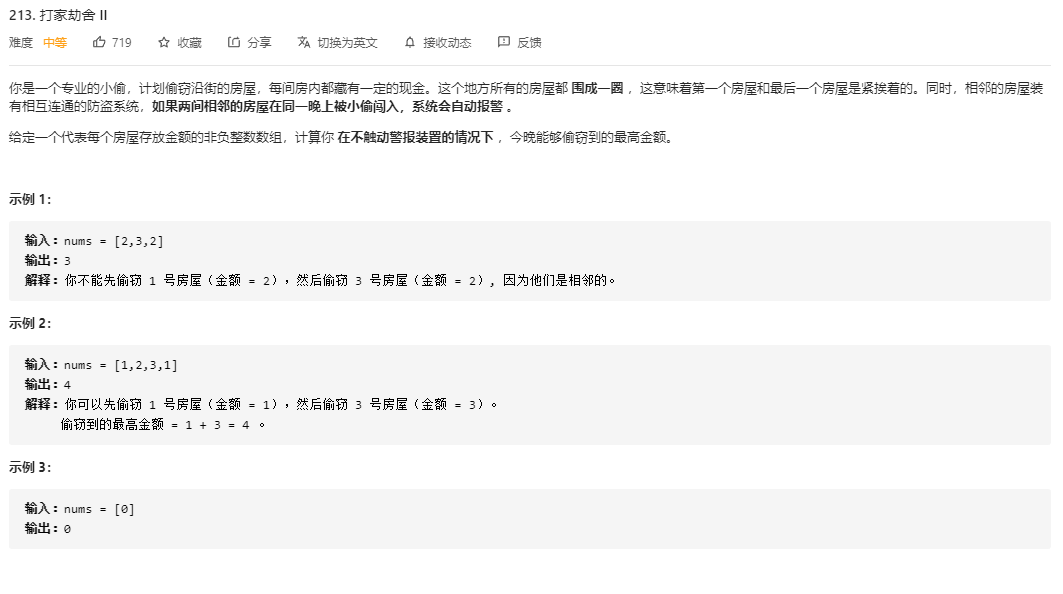 213. 打家劫舍 II
难度 中等 719 收藏 分享 切换为英文 接收动态 反馈
你是一个专业的小偷，计划偷窃沿街的房屋，每间房内都藏有一定的现金。这个地方所有的房屋都 围成一圈 ，这意味着第一个房屋和最后一个房屋是紧挨着的。同时，相邻的房屋装
有相互连通的防盗系统，如果两间相邻的房屋在同一晚上被小偷闯入，系统会自动报警 。
给定一个代表每个房屋存放金额的非负整数数组，计算你 在不触动警报装置的情况下 ，今晚能够偷窃到的最高金额。
示例 1：
输入：nums = [2,3,2]
输出：3
解释：你不能先偷窃 1 号房屋（金额 = 2），然后偷窃 3 号房屋（金额 = 2）, 因为他们是相邻的。
示例 2：
输入：nums = [1,2,3,1]
输出：4
解释：你可以先偷窃 1 号房屋（金额 = 1），然后偷窃 3 号房屋（金额 = 3）。
偷窃到的最高金额 = 1 + 3 = 4 。
示例 3：
输入：nums = [0]
输出：0